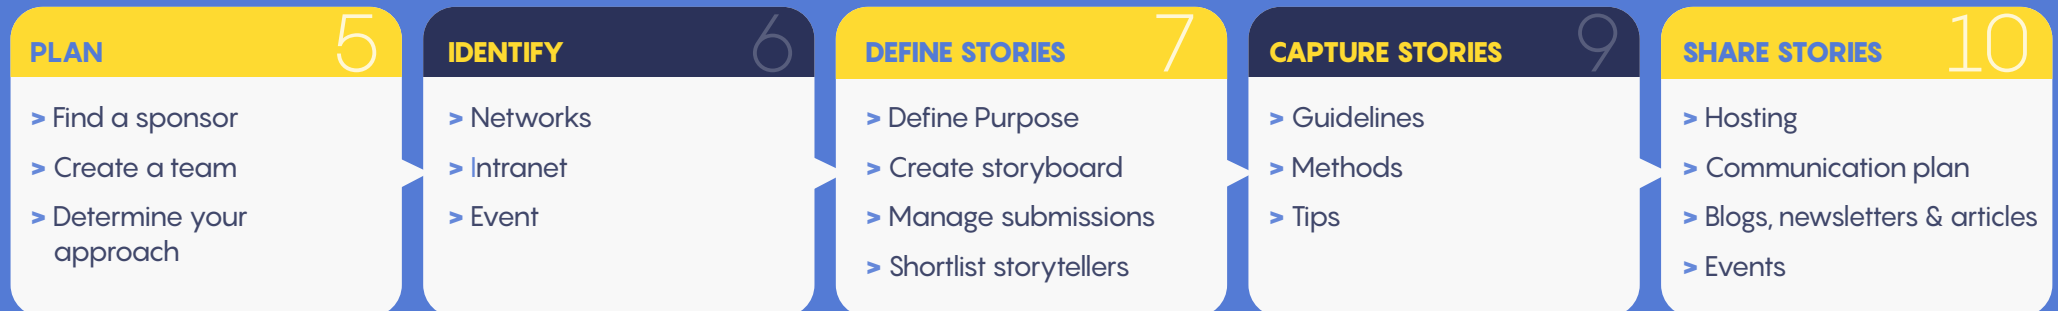 PLAN 5
> Find a sponsor
> Create a team
> Determine your
approach
IDENTIFY 6
> Networks
> Intranet
> Event
DEFINE STORIES 7
> Define Purpose
> Create storyboard
> Manage submissions
> Shortlist storytellers
CAPTURE STORIES 9
> Guidelines
> Methods
> Tips
SHARE STORIES 10
> Hosting
> Communication plan
> Blogs, newsletters & articles
> Events